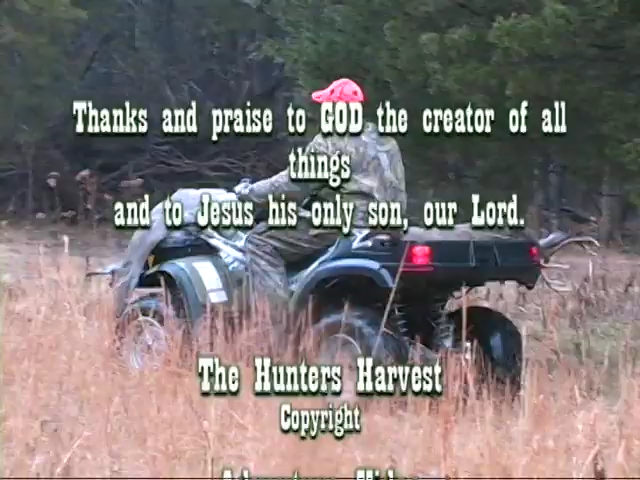 Thanks and praise to GOD the creator of all
things
and to Jesus his only son, our Lord.
The Hunters Harvest
Copyright